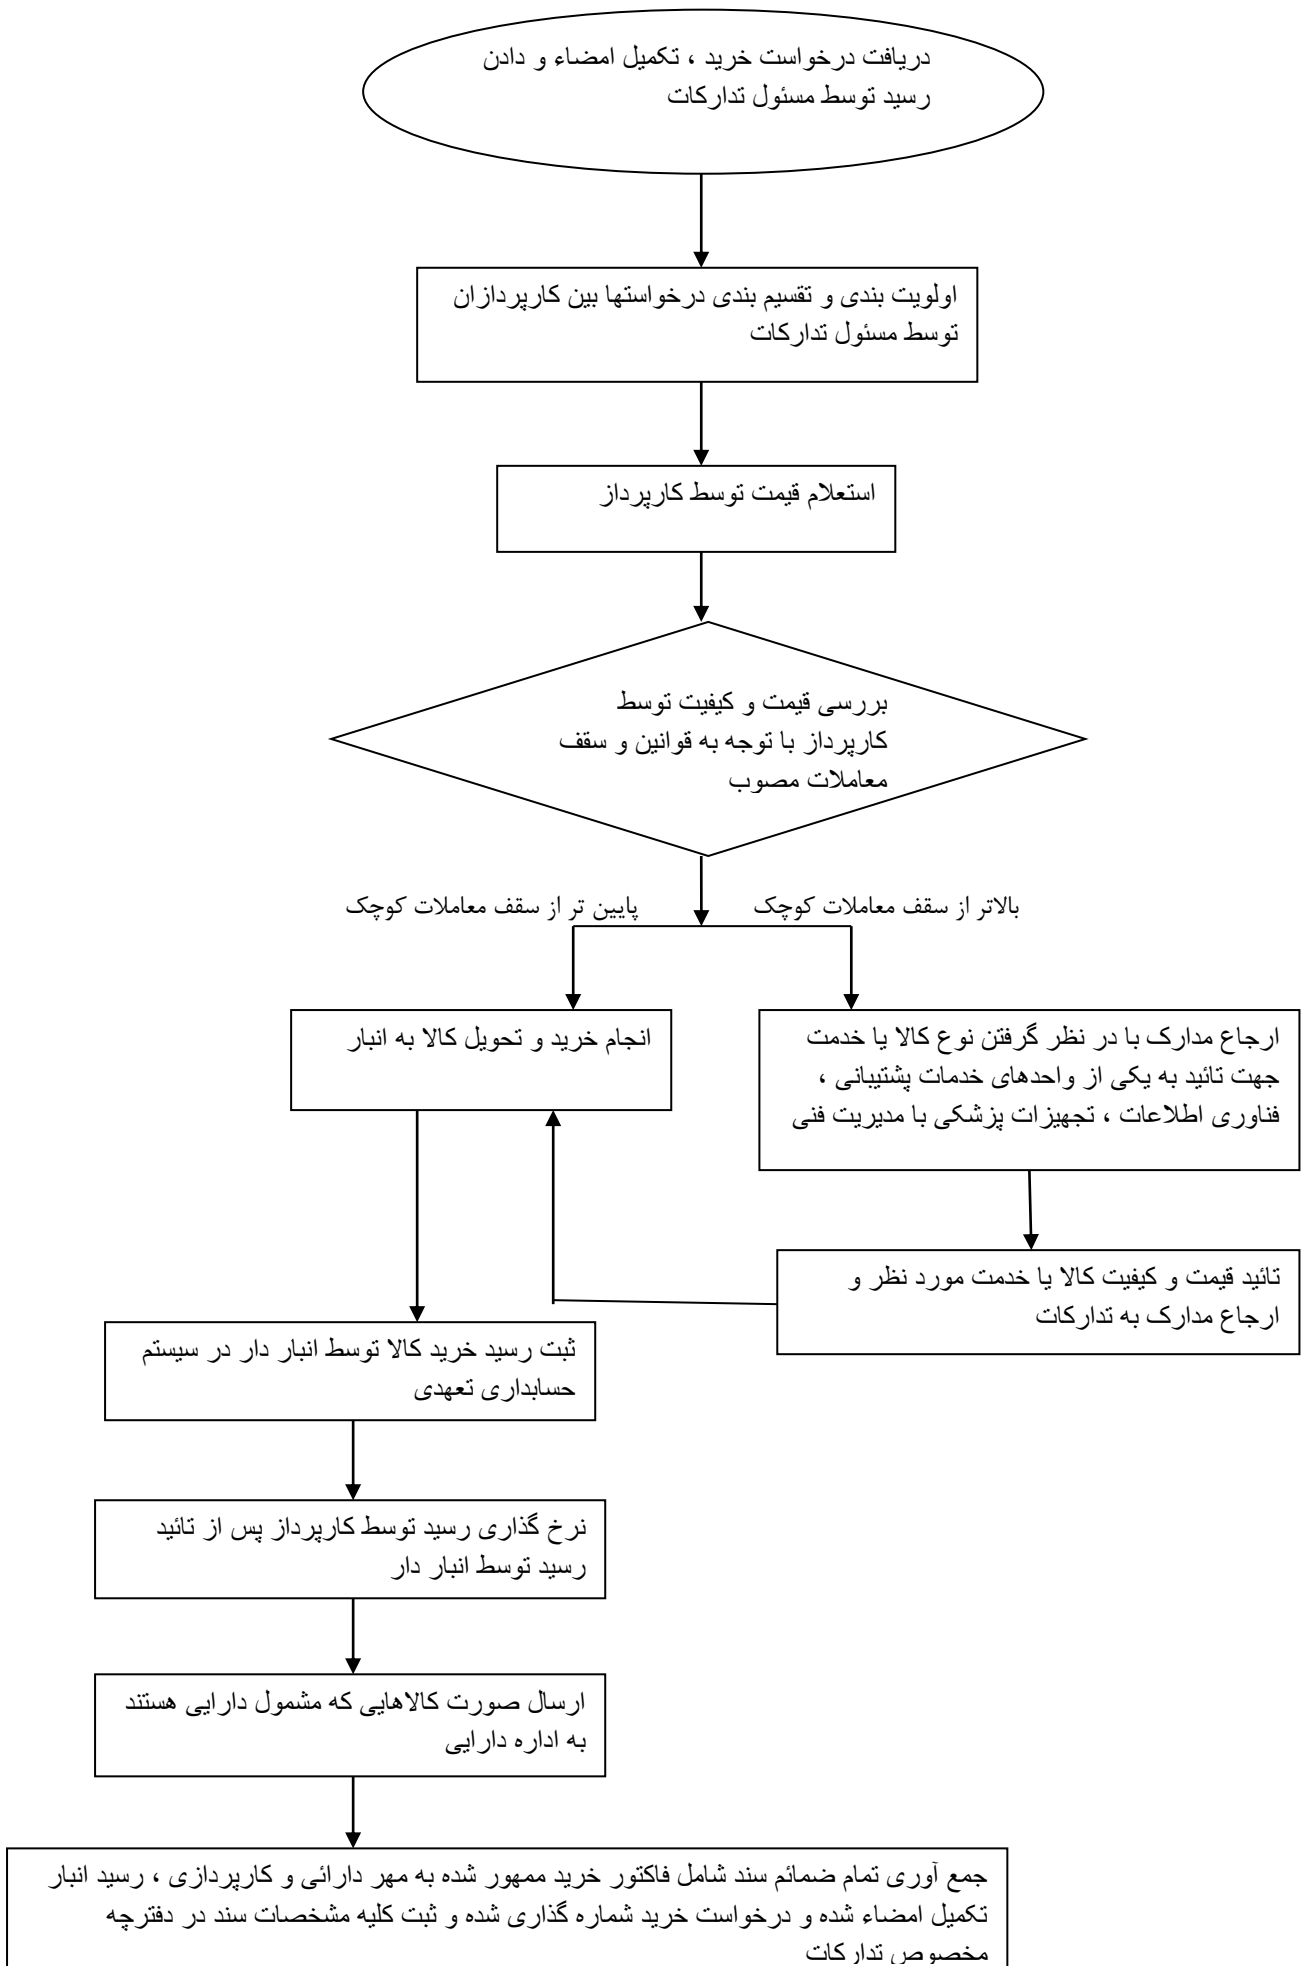 دریافت درخواست خرید ، تکمیل امضاء و دادن
رسید توسط مسئول تدارکات
اولویت بندی و تقسیم بندی درخواستها بین کارپردازان
توسط مسئول تدارکات
استعلام قیمت توسط کارپرداز
بررسی قیمت و کیفیت توسط
کارپرداز با توجه به قوانین و سقف
معاملات مصوب
بالاتر از سقف معاملات کوچک
پایین تر از سقف معاملات کوچک
ارجاع مدارک با در نظر گرفتن نوع کالا یا خدمت
جهت تائید به یکی از واحدهای خدمات پشتیبانی ،
فناوری اطلاعات ، تجهیزات پزشکی با مدیریت فنی
انجام خرید و تحویل کالا به انبار
تائید قیمت و کیفیت کالا یا خدمت مورد نظر و
ارجاع مدارک به تدارکات
ثبت رسید خرید کالا توسط انبار دار در سیستم
حسابداری تعهدی
نرخ گذاری رسید توسط کارپرداز پس از تائید
رسید توسط انبار دار
ارسال صورت کالاهایی که مشمول دارایی هستند
به اداره دارایی
جمع آوری تمام ضمائم سند شامل فاکتور خرید ممهور شده به مهر دارائی و کارپردازی ، رسید انبار
تکمیل امضاء شده و درخواست خرید شماره گذاری شده و ثبت کلیه مشخصات سند در دفترچه
مخصوص تدارکات